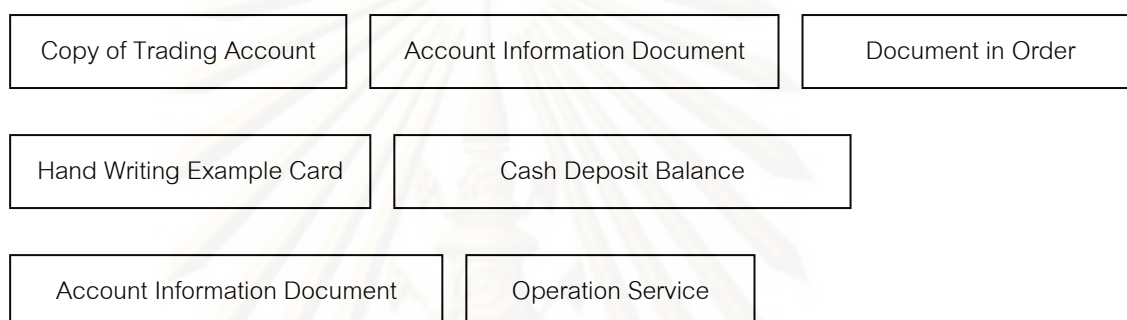 Copy of Trading Account Account Information Document Document in Order
Hand Writing Example Card Cash Deposit Balance
Account Information Document Operation Service